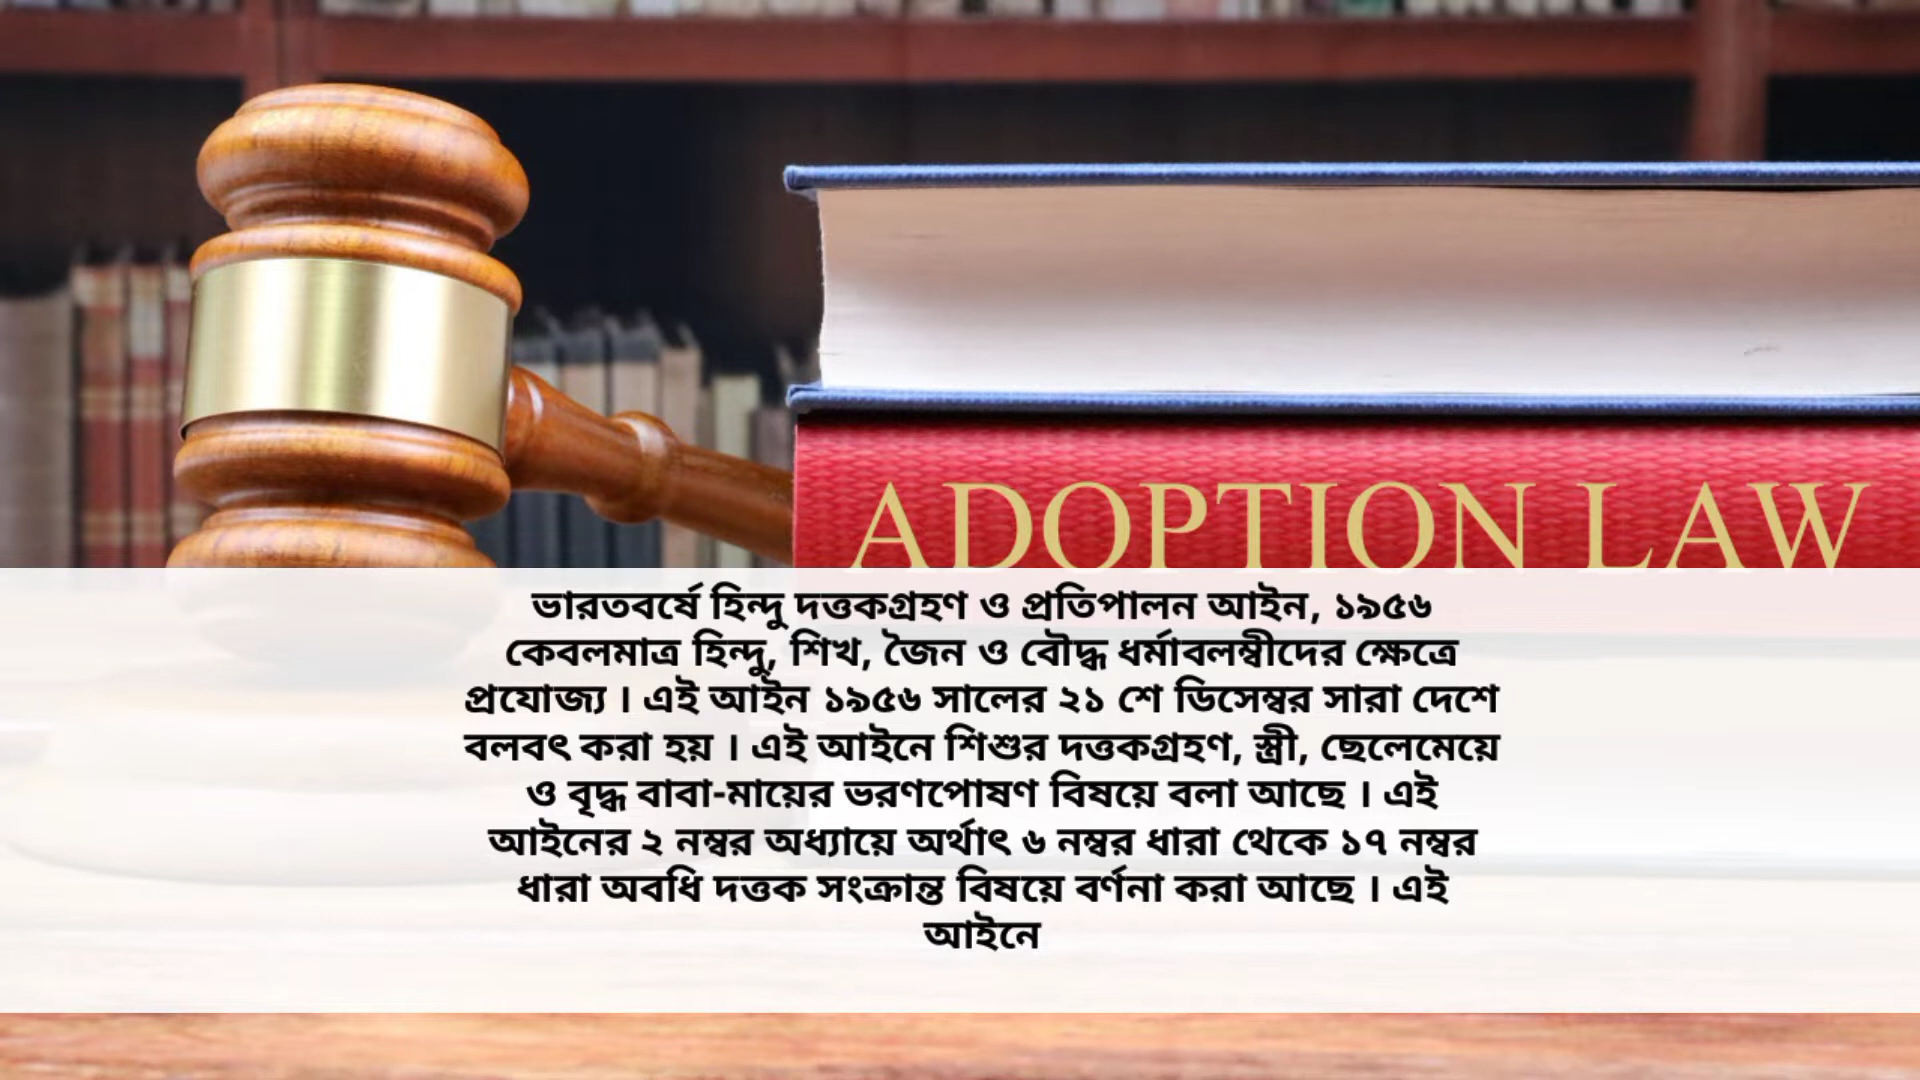 ADOPTION LAW
ভারতবর্ষে হিন্দু দত্তকগ্রহণ ও প্রতিপালন আইন, ১৯৫৬
কেবলমাত্র হিন্দু, শিখ, জৈন ও বৌদ্ধ ধর্মাবলম্বীদের ক্ষেত্রে
প্রযোজ্য । এই আইন ১৯৫৬ সালের ২১ শে ডিসেম্বর সারা দেশে
বলবৎ করা হয় । এই আইনে শিশুর দত্তকগ্রহণ, স্ত্রী, ছেলেমেয়ে
ও বৃদ্ধ বাবা-মায়ের ভরণপোষণ বিষয়ে বলা আছে । এই
আইনের ২ নম্বর অধ্যায়ে অর্থাৎ ৬ নম্বর ধারা থেকে ১৭ নম্বর
ধারা অবধি দত্তক সংক্রান্ত বিষয়ে বর্ণনা করা আছে । এই
আইনে